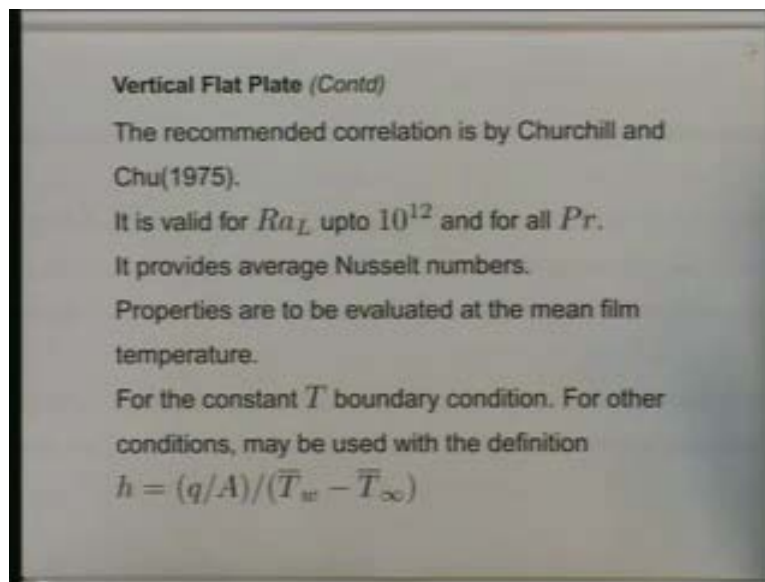 Vertical Flat Plate (Contd)
The recommended correlation is by Churchill and
Chu(1975).
It is valid for Ra_L upto 10^12 and for all Pr.
It provides average Nusselt numbers.
Properties are to be evaluated at the mean film
temperature.
For the constant T boundary condition. For other
conditions, may be used with the definition
h = (q/A)/(T̅_w − T̅_∞)